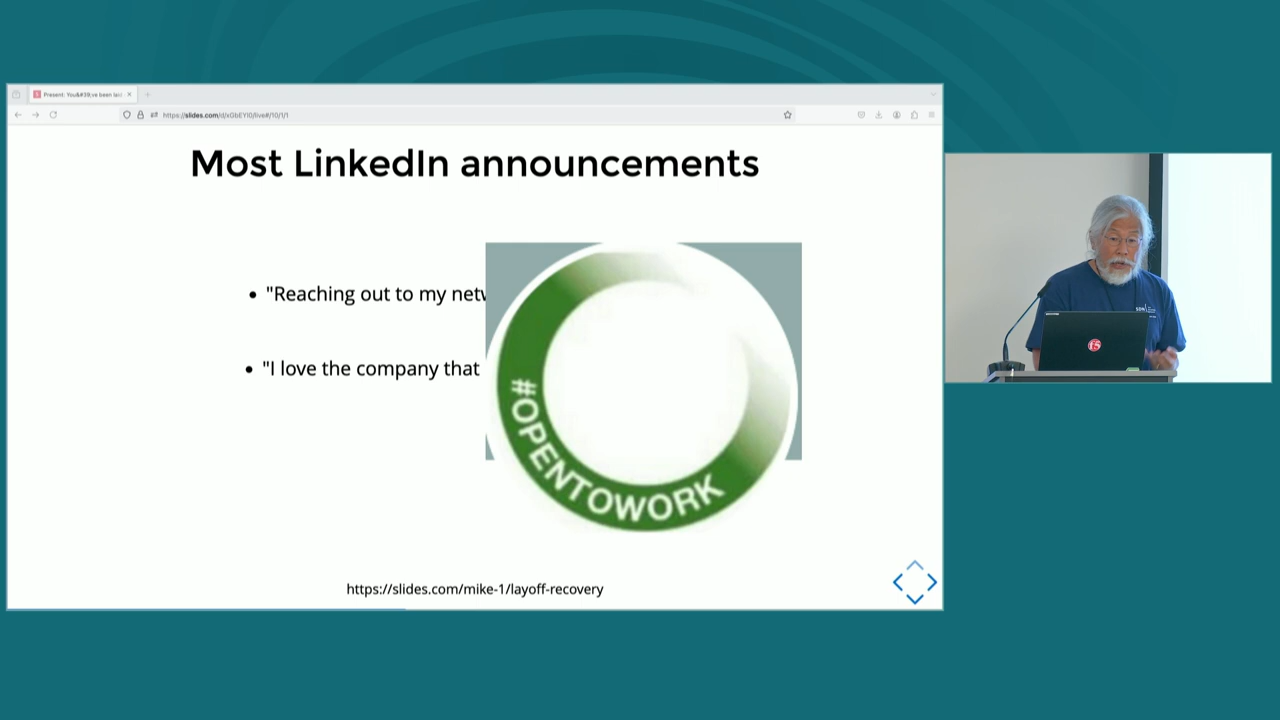 Present: You&#39;ve been laid
https://slides.com/d/xGbEYI0/live#/10/1/1
Most LinkedIn announcements
• "Reaching out to my netw
• "I love the company that
#OPENTOWORK
https://slides.com/mike-1/layoff-recovery
f5